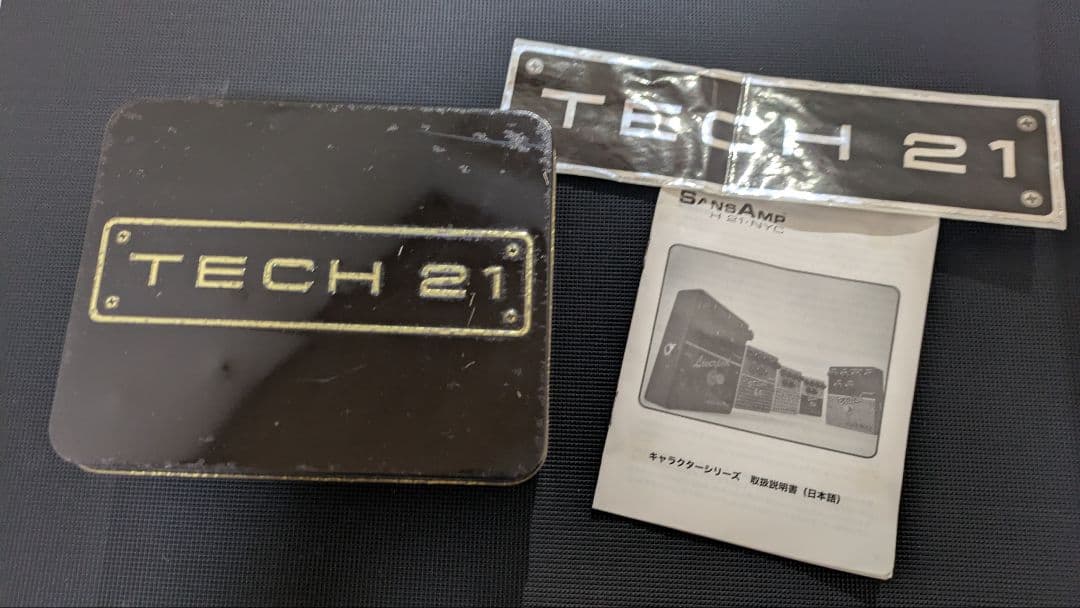 TECH 21
TECH 21
SANSAMP
H 21·NYC
Liverpool
キャラクターシリーズ 取扱説明書（日本語）